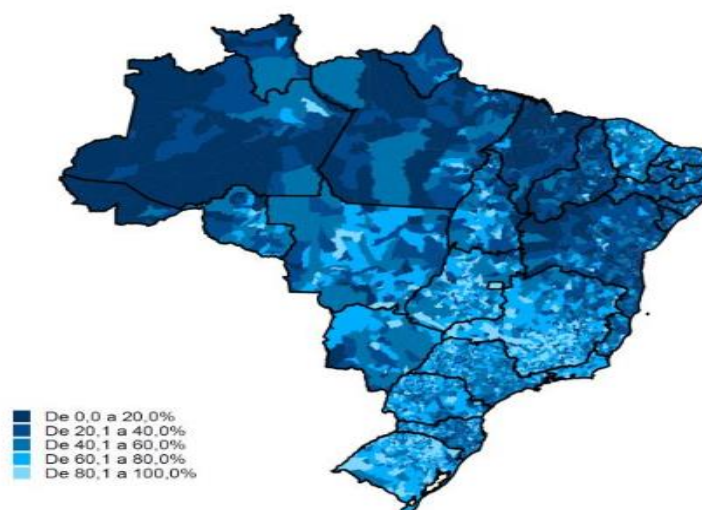 De 0,0 a 20,0%
De 20,1 a 40,0%
De 40,1 a 60,0%
De 60,1 a 80,0%
De 80,1 a 100,0%